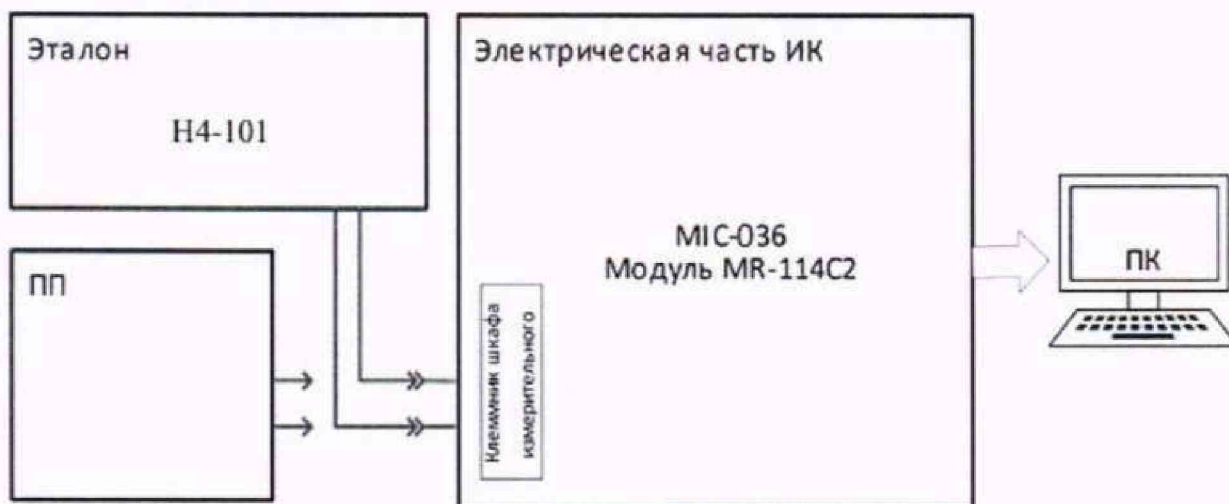 Эталон
Н4-101
ПП
Электрическая часть ИК
MIC-036
Модуль MR-114C2
Клеммник шкафа
измерительного
ПК